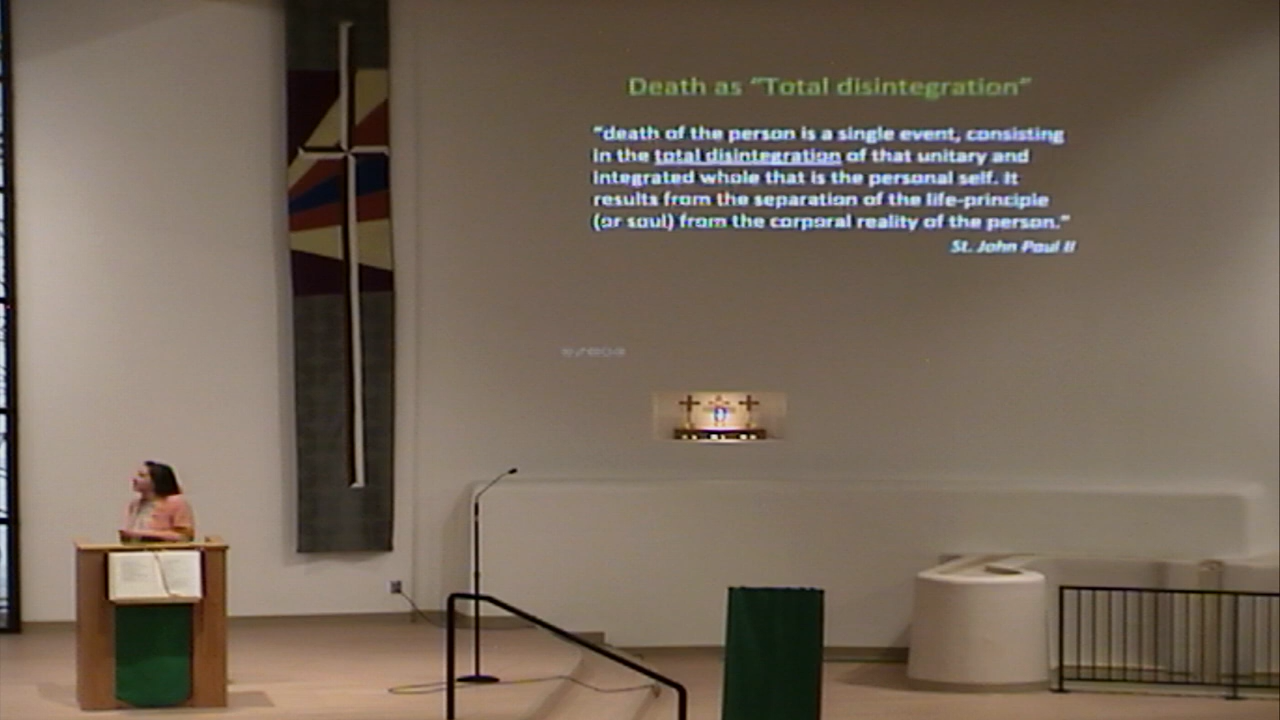 Death as "Total disintegration"
"death of the person is a single event, consisting
in the total disintegration of that unitary and
integrated whole that is the personal self. It
results from the separation of the life-principle
(or soul) from the corporal reality of the person."
St. John Paul II